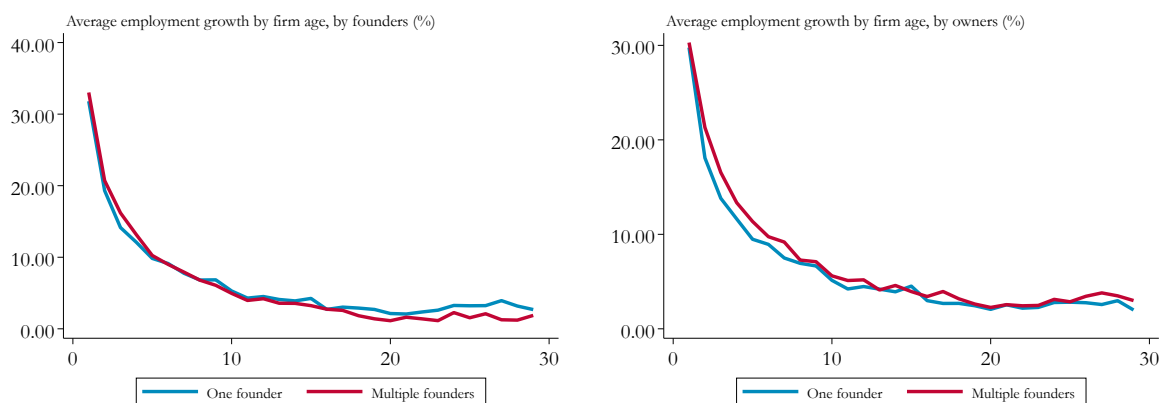 Average employment growth by firm age, by founders (%)
40.00
30.00
20.00
10.00
0.00
0 10 20 30
One founder Multiple founders
Average employment growth by firm age, by owners (%)
30.00
20.00
10.00
0.00
0 10 20 30
One founder Multiple founders